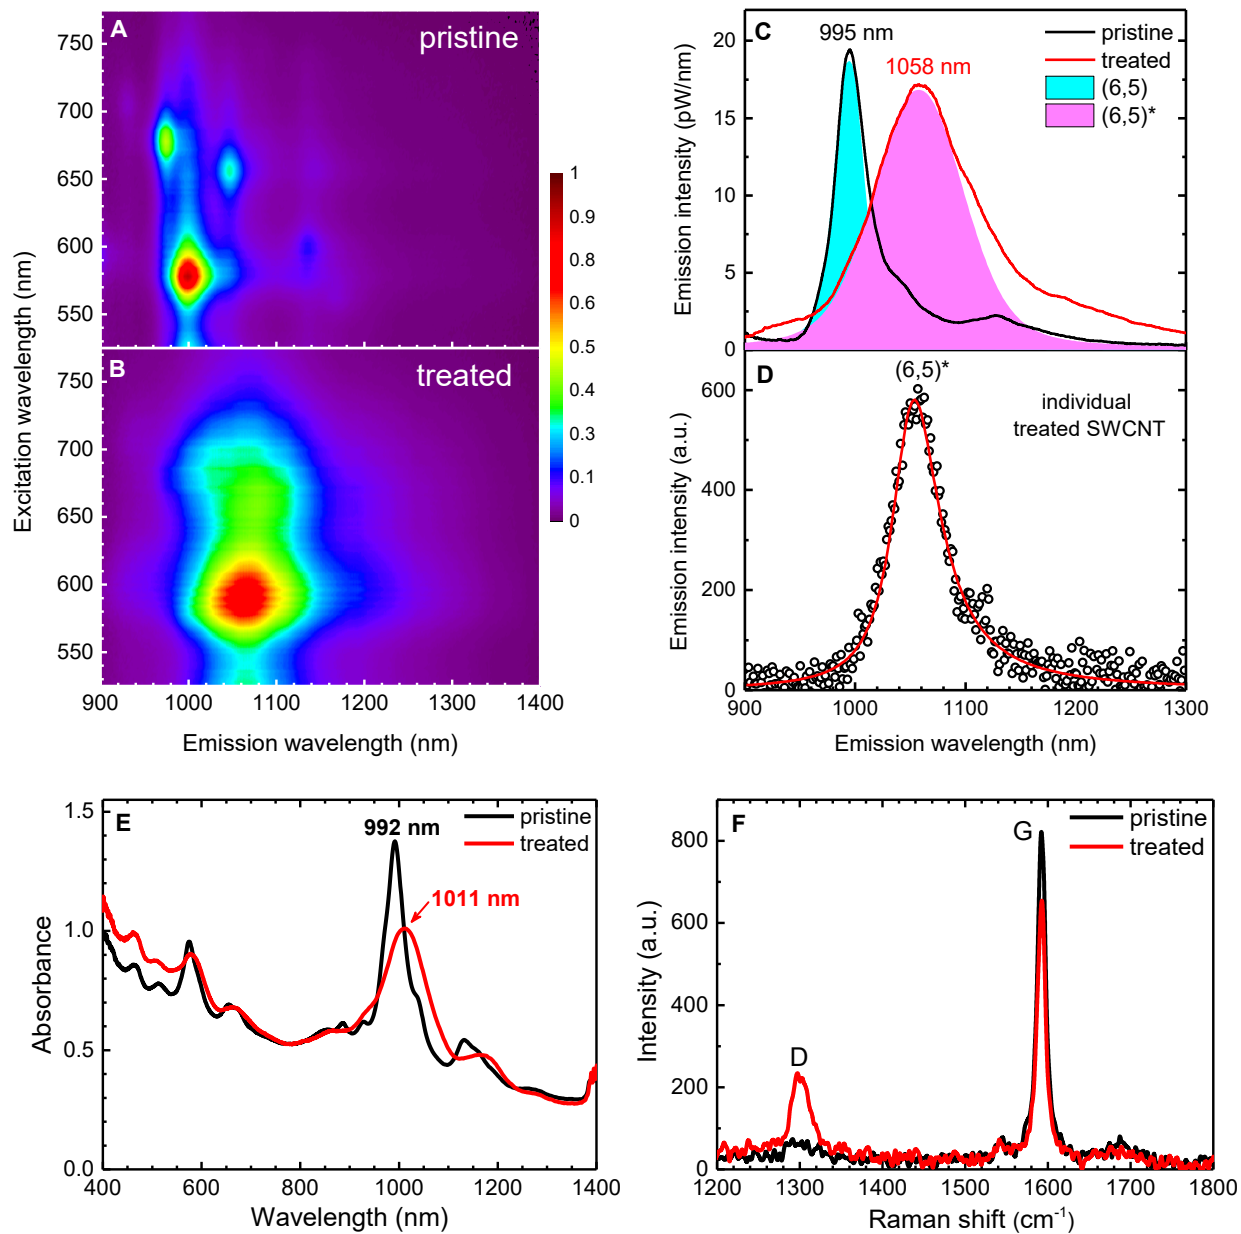 A
pristine
750
700
650
600
550
Excitation wavelength (nm)
B
treated
750
700
650
600
550
900 1000 1100 1200 1300 1400
Emission wavelength (nm)
1
0.9
0.8
0.7
0.6
0.5
0.4
0.3
0.2
0.1
0
C
995 nm
1058 nm
pristine
treated
(6,5)
(6,5)*
20
15
10
5
0
Emission intensity (pW/nm)
D
(6,5)*
individual
treated SWCNT
600
400
200
0
Emission intensity (a.u.)
900 1000 1100 1200 1300
Emission wavelength (nm)
E
992 nm
1011 nm
pristine
treated
1.5
1.0
0.5
0.0
Absorbance
400 600 800 1000 1200 1400
Wavelength (nm)
F
G
D
pristine
treated
800
600
400
200
0
Intensity (a.u.)
1200 1300 1400 1500 1600 1700 1800
Raman shift (cm-1)